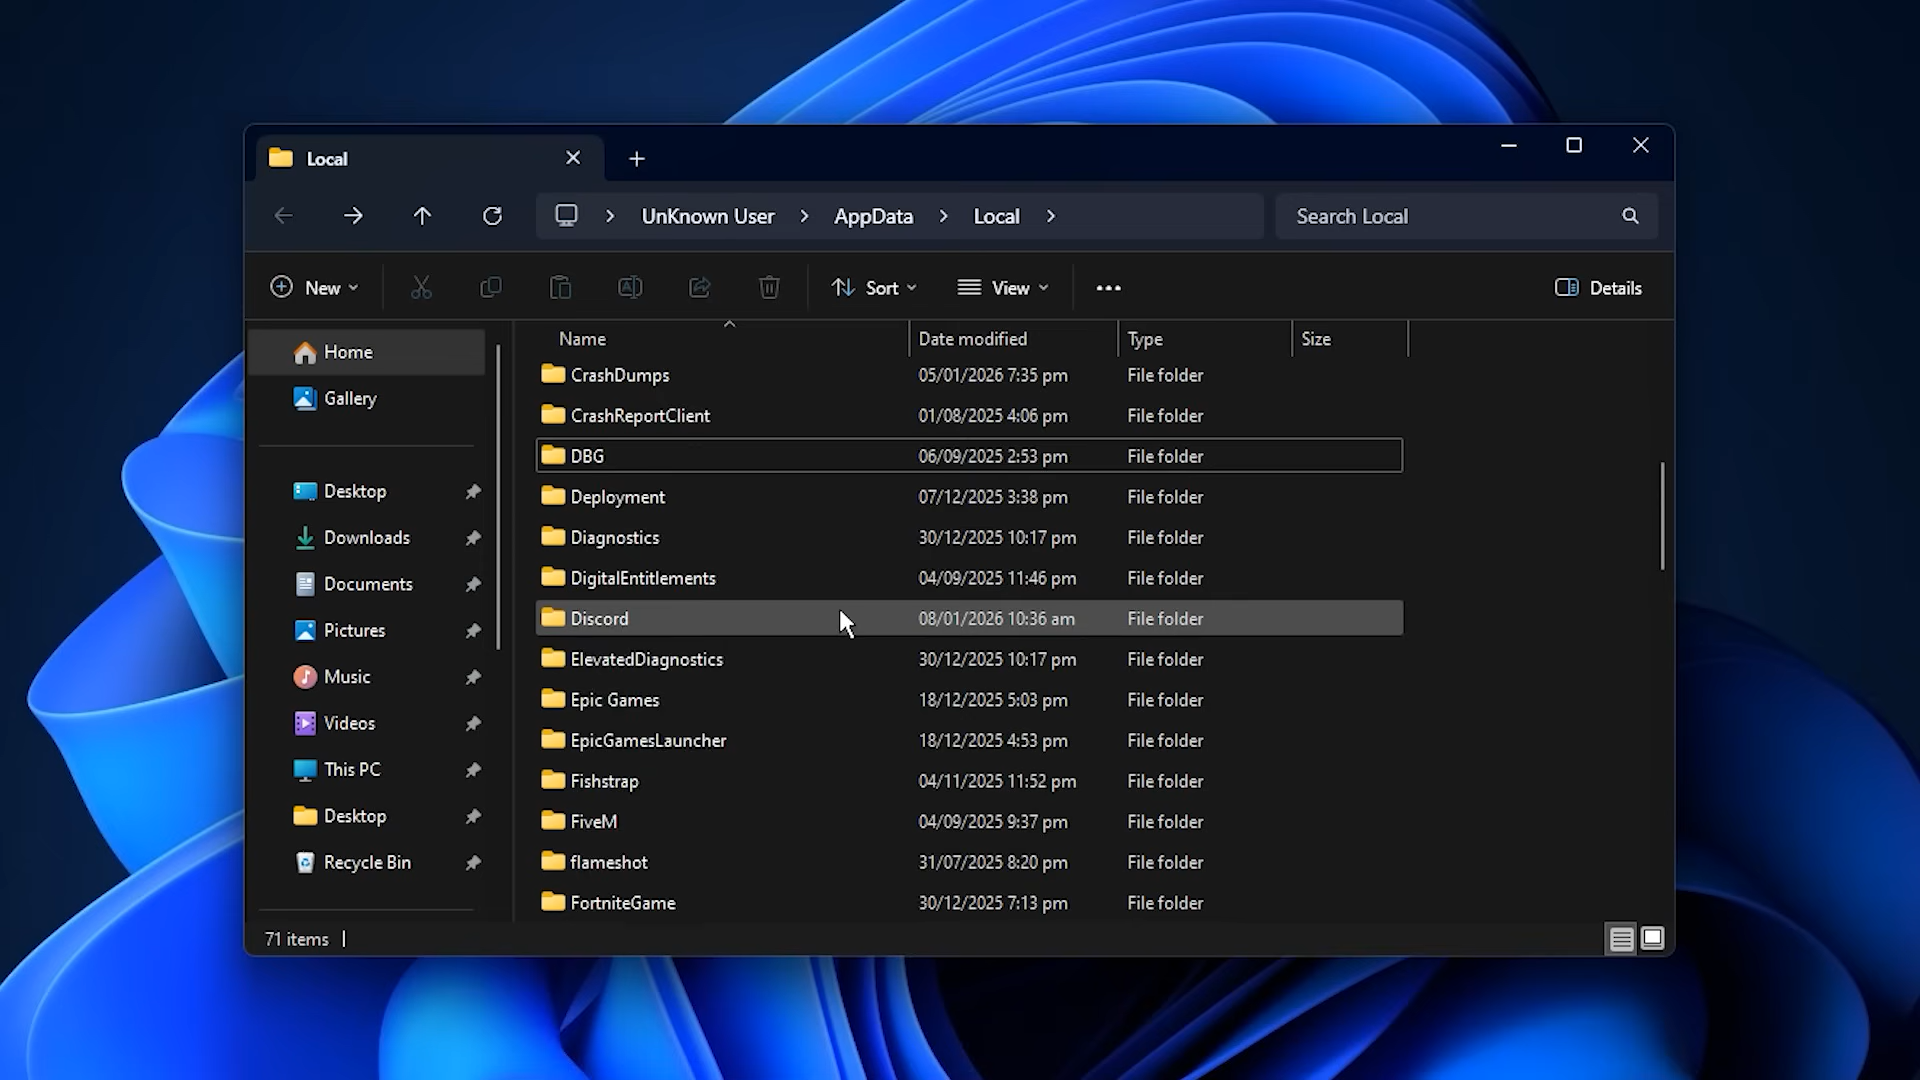 Local
UnKnown User > AppData > Local >
Search Local
New
Sort
View
Details
Home
Gallery
Desktop
Downloads
Documents
Pictures
Music
Videos
This PC
Desktop
Recycle Bin
Name Date modified Type Size
CrashDumps 05/01/2026 7:35 pm File folder
CrashReportClient 01/08/2025 4:06 pm File folder
DBG 06/09/2025 2:53 pm File folder
Deployment 07/12/2025 3:38 pm File folder
Diagnostics 30/12/2025 10:17 pm File folder
DigitalEntitlements 04/09/2025 11:46 pm File folder
Discord 08/01/2026 10:36 am File folder
ElevatedDiagnostics 30/12/2025 10:17 pm File folder
Epic Games 18/12/2025 5:03 pm File folder
EpicGamesLauncher 18/12/2025 4:53 pm File folder
Fishstrap 04/11/2025 11:52 pm File folder
FiveM 04/09/2025 9:37 pm File folder
flameshot 31/07/2025 8:20 pm File folder
FortniteGame 30/12/2025 7:13 pm File folder
71 items